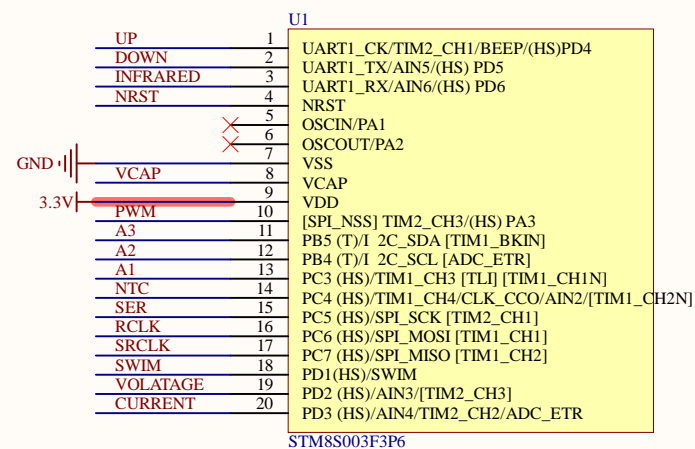 U1
UP 1 UART1_CK/TIM2_CH1/BEEP/(HS)PD4
DOWN 2 UART1_TX/AIN5/(HS) PD5
INFRARED 3 UART1_RX/AIN6/(HS) PD6
NRST 4 NRST
5 OSCIN/PA1
6 OSCOUT/PA2
GND 7 VSS
VCAP 8 VCAP
3.3V 9 VDD
PWM 10 [SPI_NSS] TIM2_CH3/(HS) PA3
A3 11 PB5 (T)/I 2C_SDA [TIM1_BKIN]
A2 12 PB4 (T)/I 2C_SCL [ADC_ETR]
A1 13 PC3 (HS)/TIM1_CH3 [TLI] [TIM1_CH1N]
NTC 14 PC4 (HS)/TIM1_CH4/CLK_CCO/AIN2/[TIM1_CH2N]
SER 15 PC5 (HS)/SPI_SCK [TIM2_CH1]
RCLK 16 PC6 (HS)/SPI_MOSI [TIM1_CH1]
SRCLK 17 PC7 (HS)/SPI_MISO [TIM1_CH2]
SWIM 18 PD1(HS)/SWIM
VOLATAGE 19 PD2 (HS)/AIN3/[TIM2_CH3]
CURRENT 20 PD3 (HS)/AIN4/TIM2_CH2/ADC_ETR
STM8S003F3P6